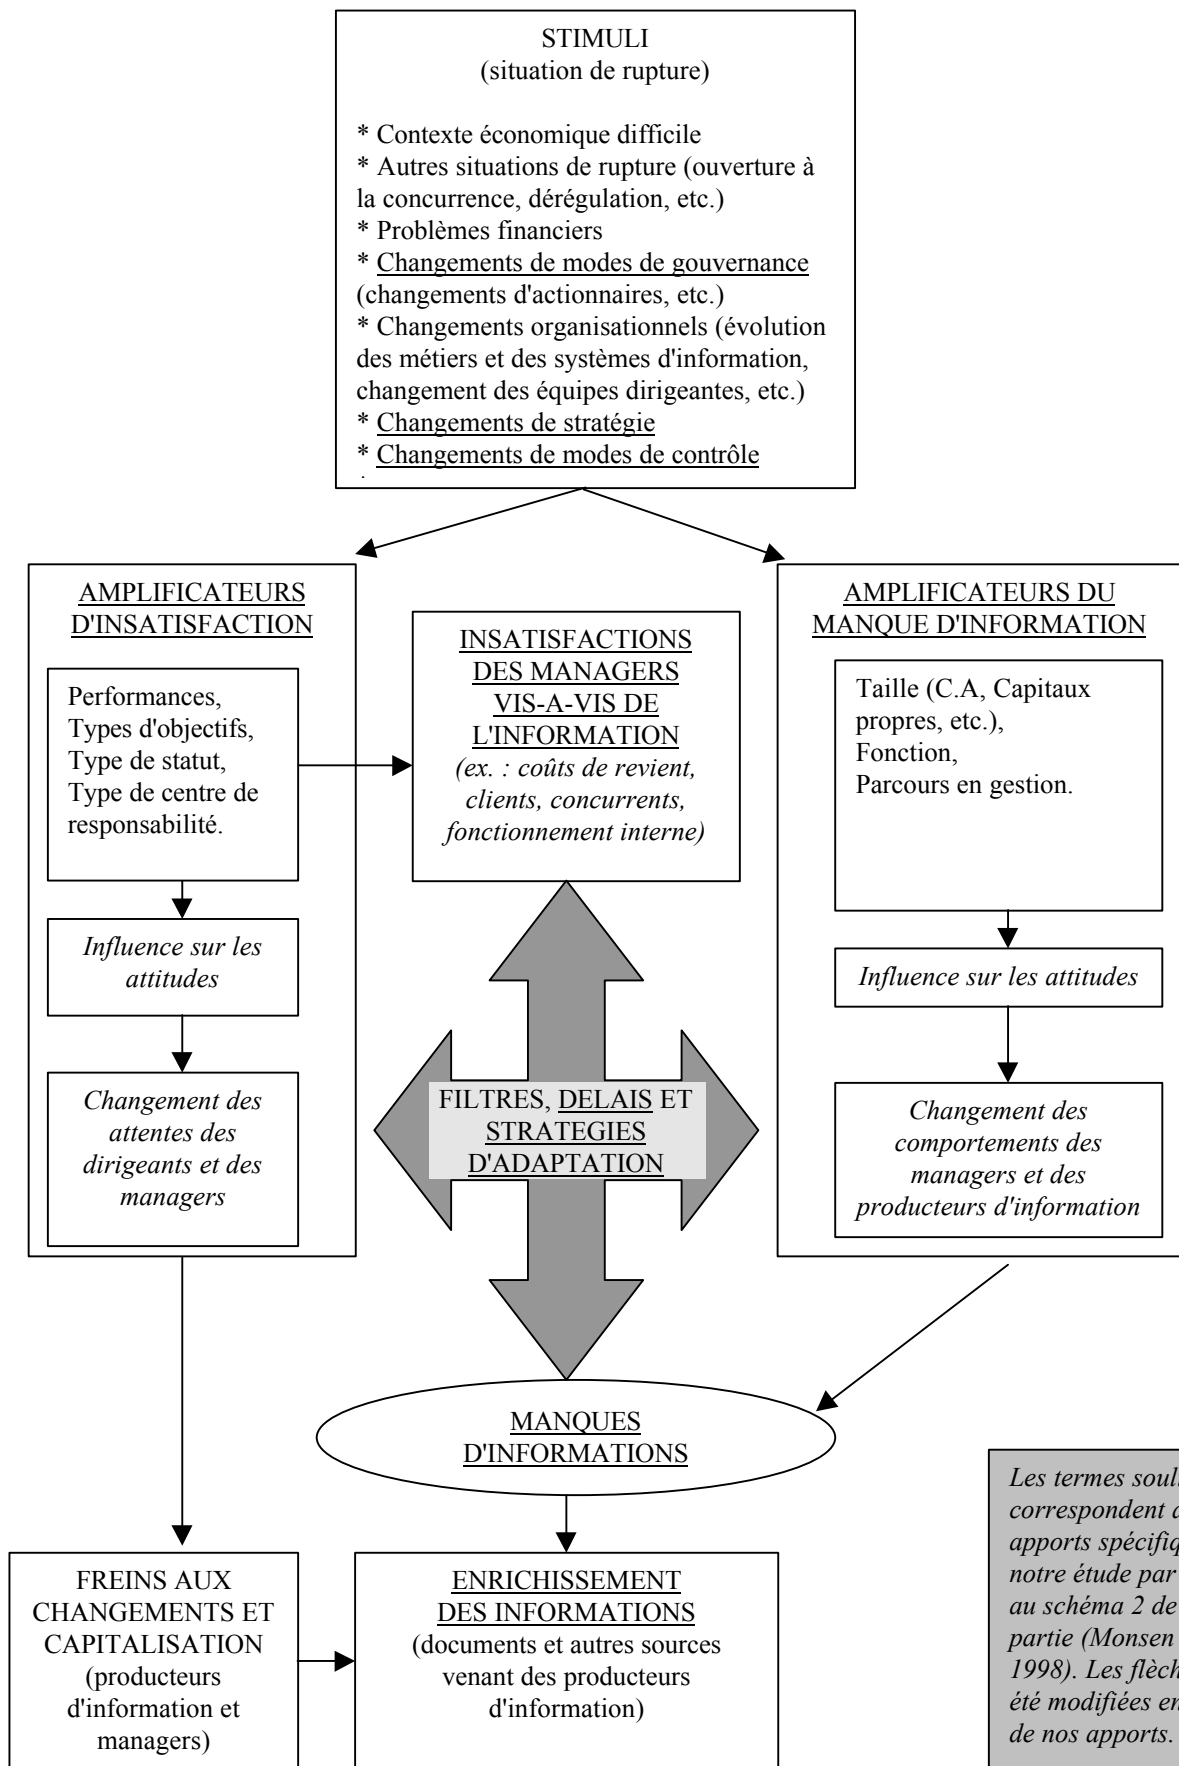 STIMULI
(situation de rupture)
* Contexte économique difficile
* Autres situations de rupture (ouverture à
la concurrence, dérégulation, etc.)
* Problèmes financiers
* Changements de modes de gouvernance
(changements d'actionnaires, etc.)
* Changements organisationnels (évolution
des métiers et des systèmes d'information,
changement des équipes dirigeantes, etc.)
* Changements de stratégie
* Changements de modes de contrôle
AMPLIFICATEURS
D'INSATISFACTION
Performances,
Types d'objectifs,
Type de statut,
Type de centre de
responsabilité.
Influence sur les
attitudes
Changement des
attentes des
dirigeants et des
managers
INSATISFACTIONS
DES MANAGERS
VIS-A-VIS DE
L'INFORMATION
(ex. : coûts de revient,
clients, concurrents,
fonctionnement interne)
AMPLIFICATEURS DU
MANQUE D'INFORMATION
Taille (C.A, Capitaux
propres, etc.),
Fonction,
Parcours en gestion.
Influence sur les attitudes
Changement des
comportements des
managers et des
producteurs d'information
FILTRES, DELAIS ET
STRATEGIES
D'ADAPTATION
MANQUES
D'INFORMATIONS
FREINS AUX
CHANGEMENTS ET
CAPITALISATION
(producteurs
d'information et
managers)
ENRICHISSEMENT
DES INFORMATIONS
(documents et autres sources
venant des producteurs
d'information)
Les termes
correspondent
apports
notre étude par
au schéma 2 de
partie (Monsen
1998). Les
été modifiées
de nos apports.